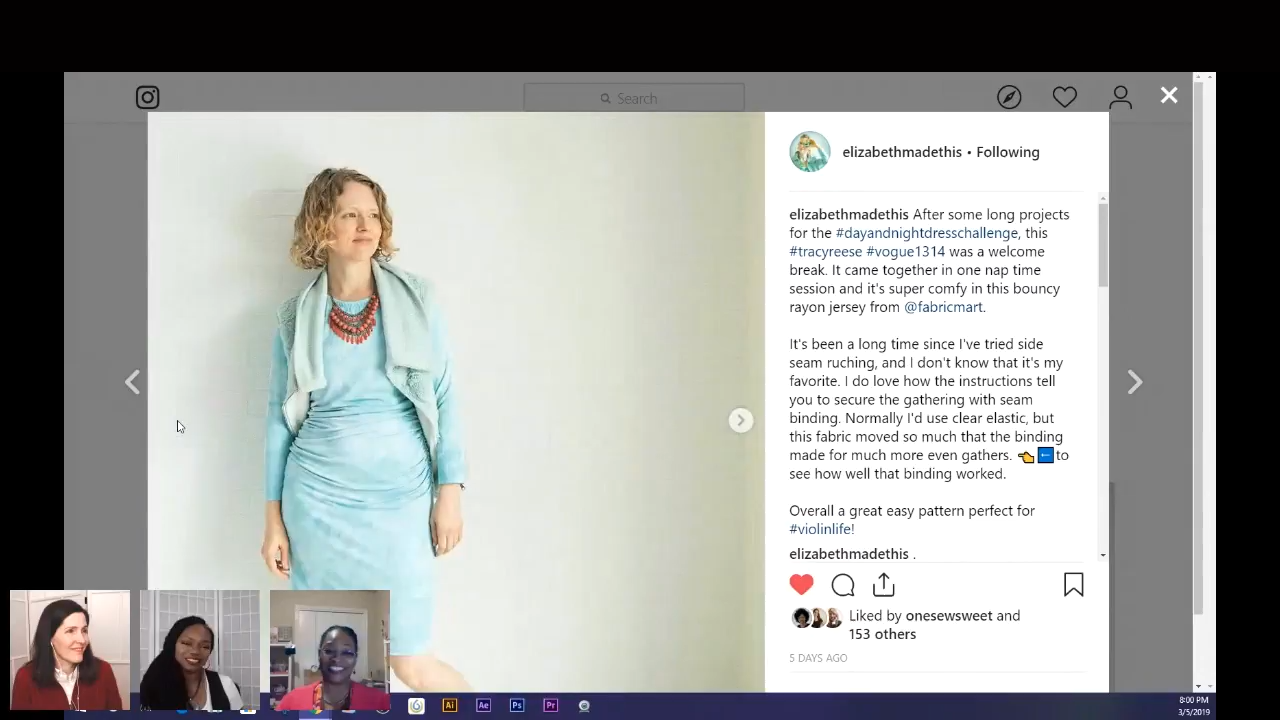 Search
elizabethmadethis • Following
elizabethmadethis After some long projects
for the #dayandnightdresschallenge, this
#tracyreese #vogue1314 was a welcome
break. It came together in one nap time
session and it's super comfy in this bouncy
rayon jersey from @fabricmart.
It's been a long time since I've tried side
seam ruching, and I don't know that it's my
favorite. I do love how the instructions tell
you to secure the gathering with seam
binding. Normally I'd use clear elastic, but
this fabric moved so much that the binding
made for much more even gathers. 👈⬅️to
see how well that binding worked.
Overall a great easy pattern perfect for
#violinlife!
elizabethmadethis .
Liked by onesewsweet and
153 others
5 DAYS AGO
Ai
Ae
Ps
Pr
8:00 PM
3/5/2019